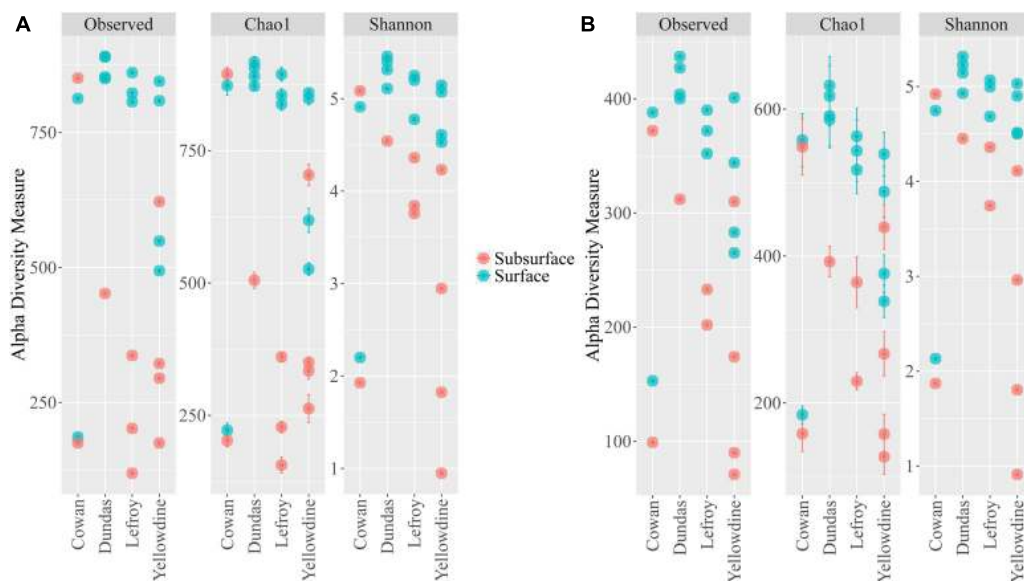 A
Observed
Chao1
Shannon
Alpha Diversity Measure
750
500
250
750
500
250
5
4
3
2
1
Cowan
Dundas
Lefroy
Yellowdine
Cowan
Dundas
Lefroy
Yellowdine
Cowan
Dundas
Lefroy
Yellowdine
Subsurface
Surface
B
Observed
Chao1
Shannon
Alpha Diversity Measure
400
300
200
100
600
400
200
5
4
3
2
1
Cowan
Dundas
Lefroy
Yellowdine
Cowan
Dundas
Lefroy
Yellowdine
Cowan
Dundas
Lefroy
Yellowdine